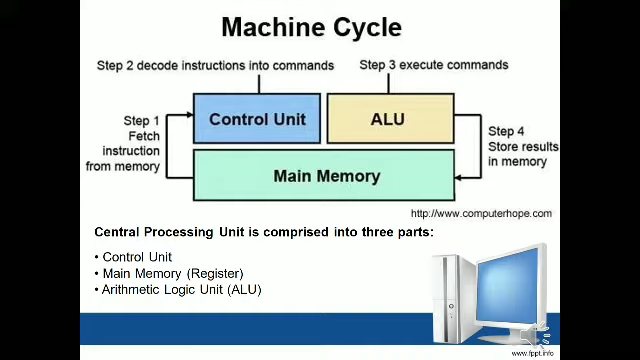 Machine Cycle
Step 2 decode instructions into commands
Step 3 execute commands
Step 1
Fetch
instruction
from memory
Control Unit
ALU
Step 4
Store results
in memory
Main Memory
http://www.computerhope.com
Central Processing Unit is comprised into three parts:
• Control Unit
• Main Memory (Register)
• Arithmetic Logic Unit (ALU)
www.fppt.info